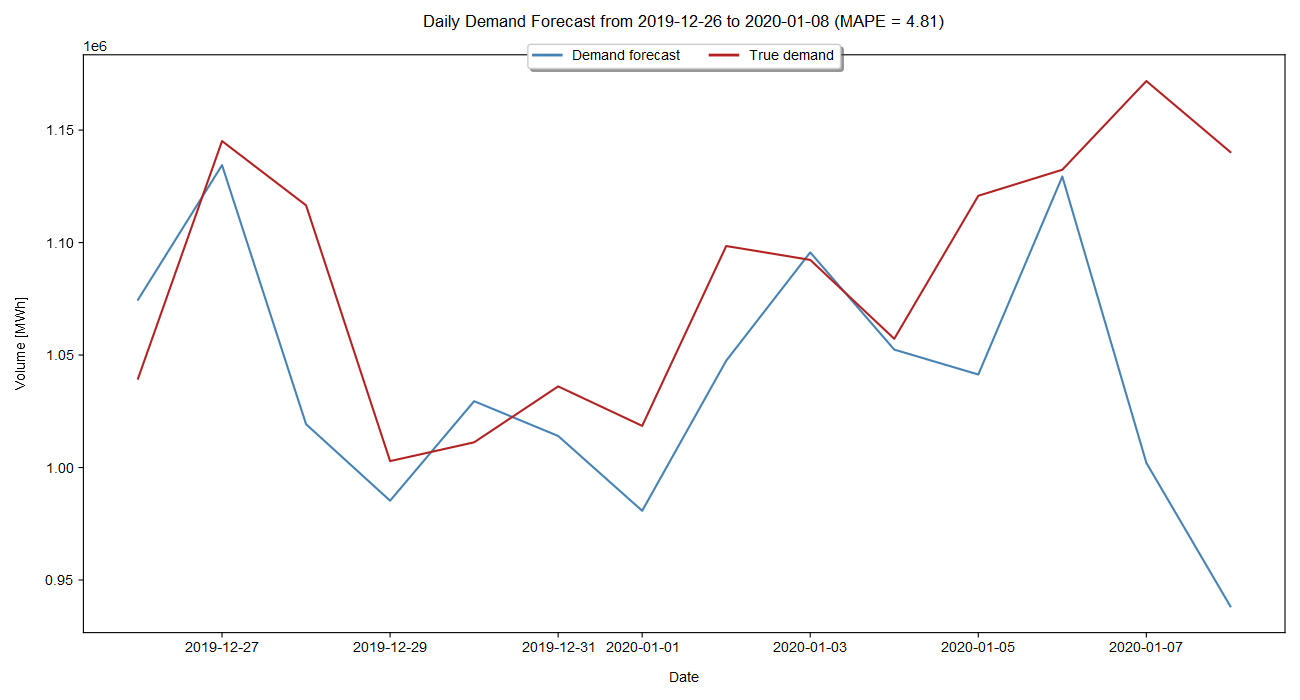 Daily Demand Forecast from 2019-12-26 to 2020-01-08 (MAPE = 4.81)
1e6
Demand forecast True demand
1.15
1.10
1.05
1.00
0.95
Volume [MWh]
2019-12-27 2019-12-29 2019-12-31 2020-01-01 2020-01-03 2020-01-05 2020-01-07
Date